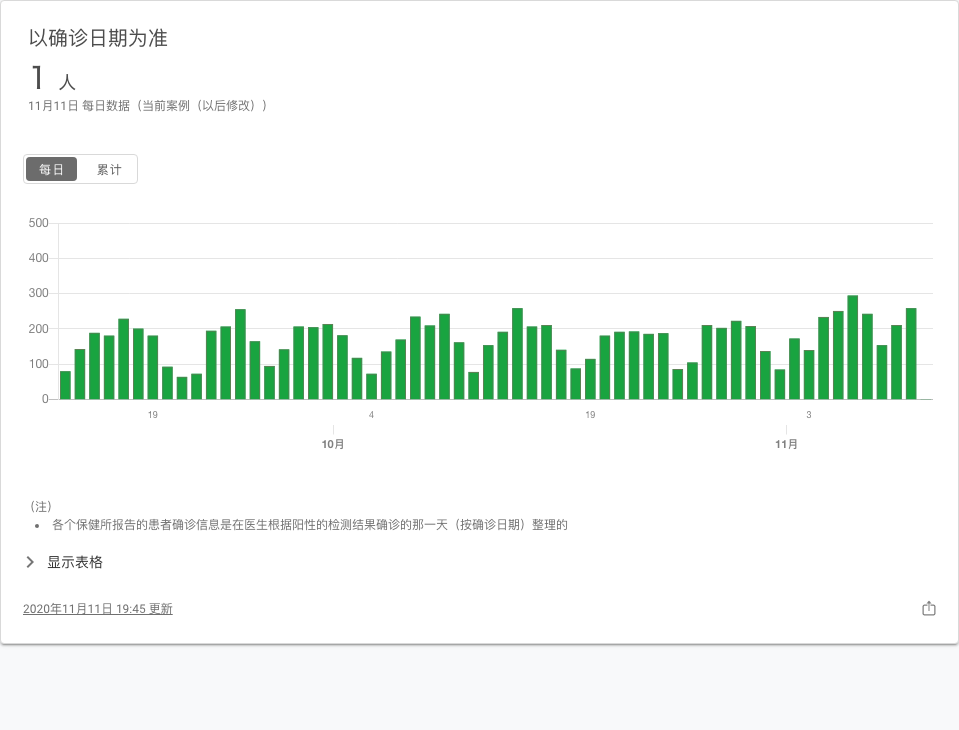 以确诊日期为准
1 人
11月11日 每日数据（当前案例（以后修改））
每日 累计
500
400
300
200
100
0
19 4 19 3
10月 11月
（注）
• 各个保健所报告的患者确诊信息是在医生根据阳性的检测结果确诊的那一天（按确诊日期）整理的
显示表格
2020年11月11日 19:45 更新